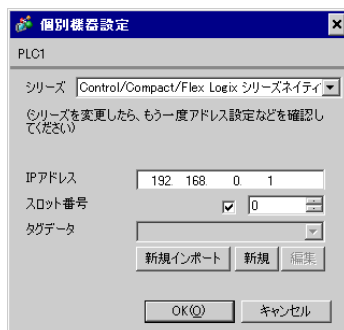 個別機器設定
PLC1
シリーズ Control/Compact/Flex Logix シリーズネイティ
(シリーズを変更したら、もう一度アドレス設定などを確認し
てください)
IPアドレス 192. 168. 0. 1
スロット番号 0
タグデータ
新規インポート 新規 編集
OK(O) キャンセル